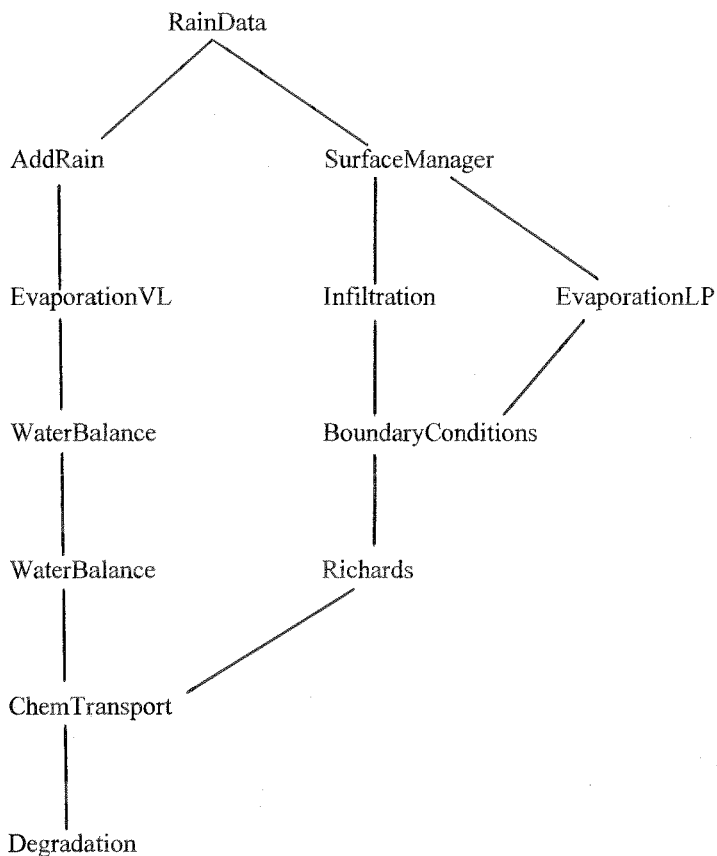 RainData
AddRain
SurfaceManager
EvaporationVL
Infiltration
EvaporationLP
WaterBalance
BoundaryConditions
WaterBalance
Richards
ChemTransport
Degradation